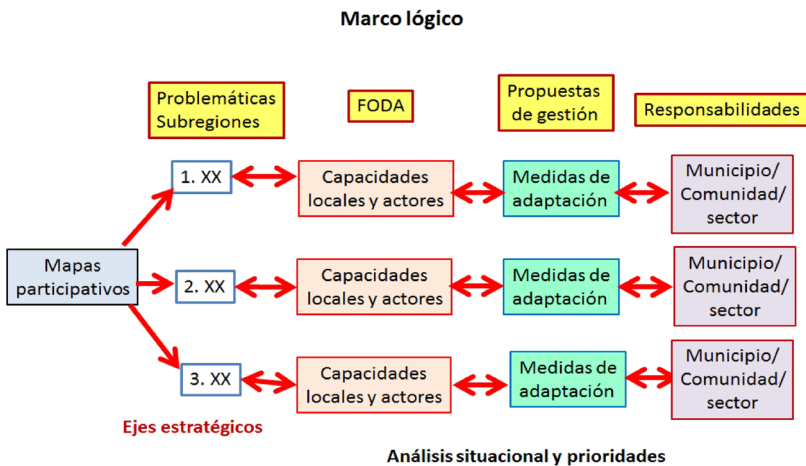 Marco lógico
Problemáticas
Subregiones
FODA
Propuestas
de gestión
Responsabilidades
1. XX
Capacidades
locales y actores
Medidas de
adaptación
Municipio/
Comunidad/
sector
Mapas
participativos
2. XX
Capacidades
locales y actores
Medidas de
adaptación
Municipio/
Comunidad/
sector
3. XX
Capacidades
locales y actores
Medidas de
adaptación
Municipio/
Comunidad/
sector
Ejes estratégicos
Análisis situacional y prioridades